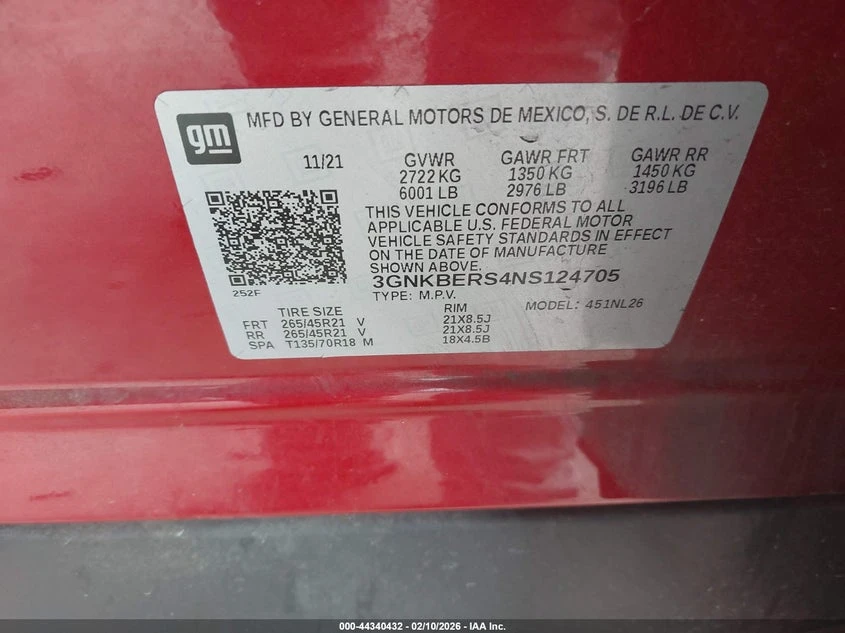 gm
MFD BY GENERAL MOTORS DE MEXICO, S. DE R.L. DE C.V.
11/21 GVWR GAWR FRT GAWR RR
2722 KG 1350 KG 1450 KG
6001 LB 2976 LB 3196 LB
THIS VEHICLE CONFORMS TO ALL
APPLICABLE U.S. FEDERAL MOTOR
VEHICLE SAFETY STANDARDS IN EFFECT
ON THE DATE OF MANUFACTURE
SHOWN ABOVE.
252F
3GNKBERS4NS124705
TYPE: M.P.V. MODEL: 451NL26
TIRE SIZE RIM
FRT 265/45R21 V 21X8.5J
RR 265/45R21 V 21X8.5J
SPA T135/70R18 M 18X4.5B
000-44340432 - 02/10/2026 - IAA Inc.